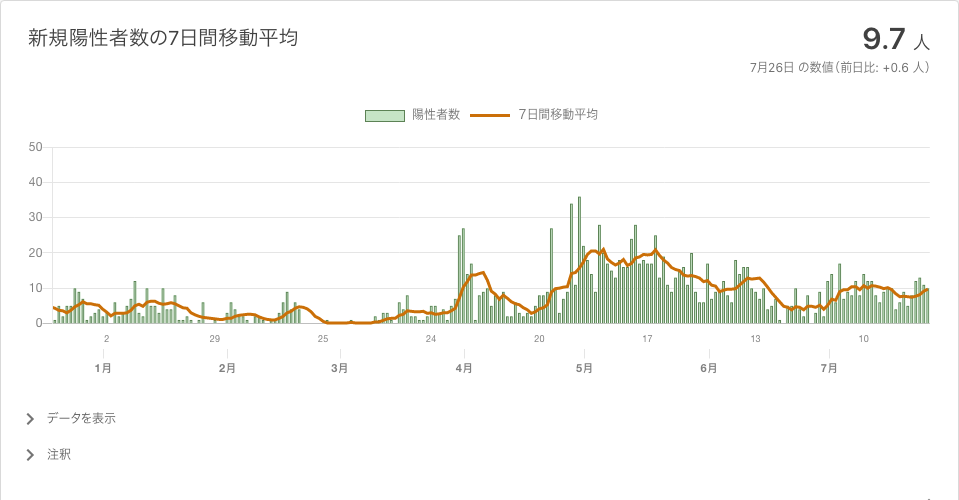 新規陽性者数の7日間移動平均
9.7 人
7月26日 の数値（前日比: +0.6 人）
陽性者数 7日間移動平均
50
40
30
20
10
0
2 29 25 24 20 17 13 10
1月 2月 3月 4月 5月 6月 7月
データを表示
注釈